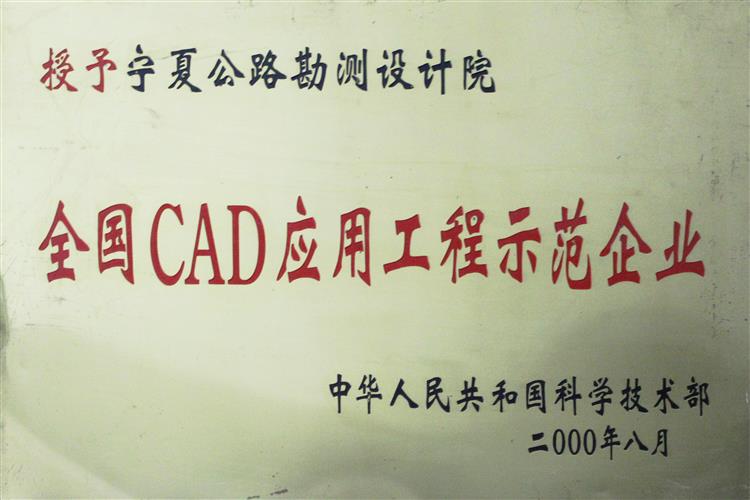 授予宁夏公路勘测设计院
全国CAD应用工程示范企业
中华人民共和国科学技术部
二000年八月